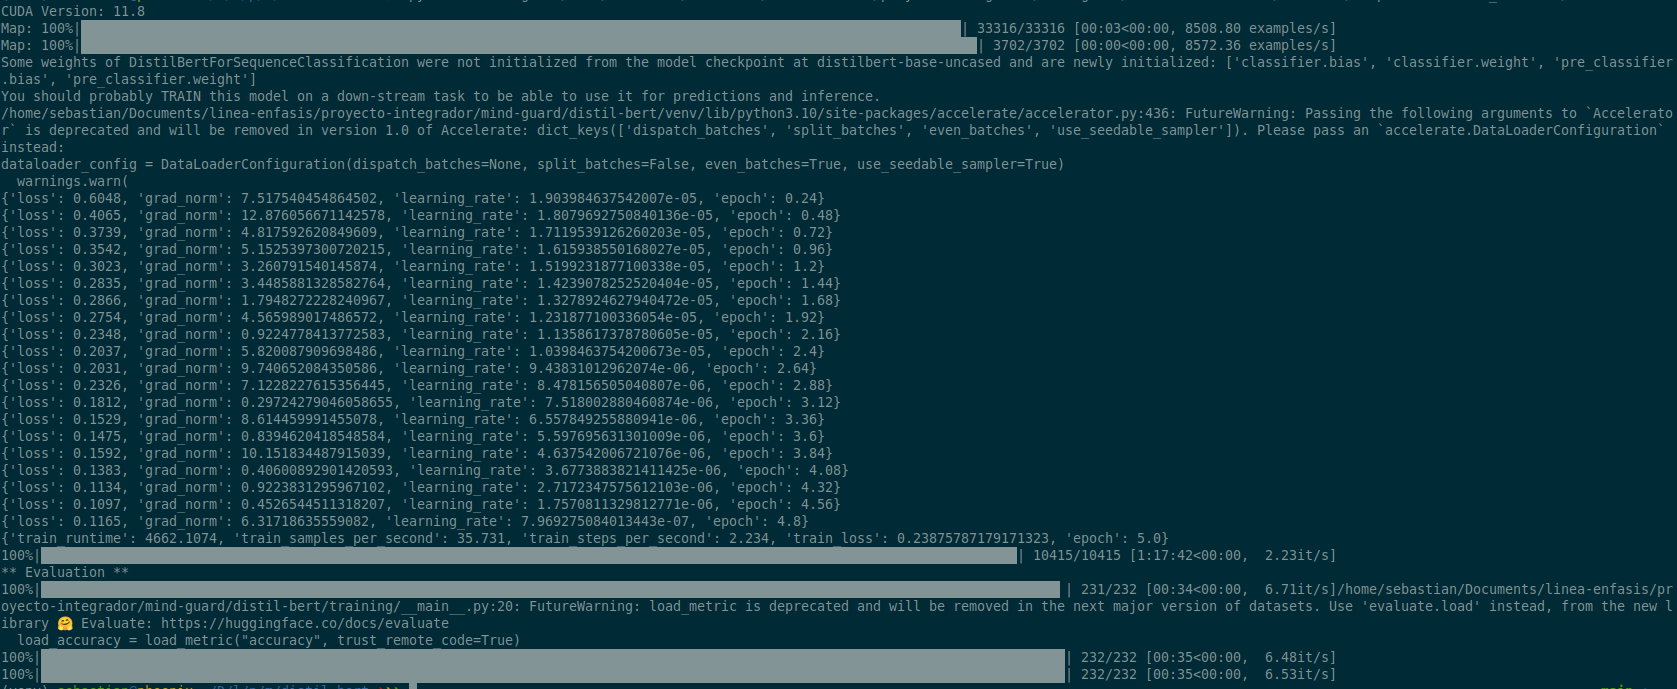 CUDA Version: 11.8
Map: 100%| | 33316/33316 [00:03<00:00, 8508.80 examples/s]
Map: 100%| | 3702/3702 [00:00<00:00, 8572.36 examples/s]
Some weights of DistilBertForSequenceClassification were not initialized from the model checkpoint at distilbert-base-uncased and are newly initialized: ['classifier.bias', 'classifier.weight', 'pre_classifier
.bias', 'pre_classifier.weight']
You should probably TRAIN this model on a down-stream task to be able to use it for predictions and inference.
/home/sebastian/Documents/linea-enfasis/proyecto-integrador/mind-guard/distil-bert/venv/lib/python3.10/site-packages/accelerate/accelerator.py:436: FutureWarning: Passing the following arguments to `Accelerato
r` is deprecated and will be removed in version 1.0 of Accelerate: dict_keys(['dispatch_batches', 'split_batches', 'even_batches', 'use_seedable_sampler']). Please pass an `accelerate.DataLoaderConfiguration`
instead:
dataloader_config = DataLoaderConfiguration(dispatch_batches=None, split_batches=False, even_batches=True, use_seedable_sampler=True)
  warnings.warn(
{'loss': 0.6048, 'grad_norm': 7.517540454864502, 'learning_rate': 1.903984637542007e-05, 'epoch': 0.24}
{'loss': 0.4065, 'grad_norm': 12.876056671142578, 'learning_rate': 1.8079692750840136e-05, 'epoch': 0.48}
{'loss': 0.3739, 'grad_norm': 4.817592620849609, 'learning_rate': 1.7119539126260203e-05, 'epoch': 0.72}
{'loss': 0.3542, 'grad_norm': 5.1525397300720215, 'learning_rate': 1.615938550168027e-05, 'epoch': 0.96}
{'loss': 0.3023, 'grad_norm': 3.260791540145874, 'learning_rate': 1.5199231877100338e-05, 'epoch': 1.2}
{'loss': 0.2835, 'grad_norm': 3.4485881328582764, 'learning_rate': 1.4239078252520404e-05, 'epoch': 1.44}
{'loss': 0.2866, 'grad_norm': 1.7948272228240967, 'learning_rate': 1.3278924627940472e-05, 'epoch': 1.68}
{'loss': 0.2754, 'grad_norm': 4.565989017486572, 'learning_rate': 1.2318771003360​54e-05, 'epoch': 1.92}
{'loss': 0.2348, 'grad_norm': 0.9224778413772583, 'learning_rate': 1.1358617378780605e-05, 'epoch': 2.16}
{'loss': 0.2037, 'grad_norm': 5.820087909698486, 'learning_rate': 1.0398463754200673e-05, 'epoch': 2.4}
{'loss': 0.2031, 'grad_norm': 9.740652084350586, 'learning_rate': 9.43831012962074e-06, 'epoch': 2.64}
{'loss': 0.2326, 'grad_norm': 7.1228227615356445, 'learning_rate': 8.478156505040807e-06, 'epoch': 2.88}
{'loss': 0.1812, 'grad_norm': 0.29724279046058655, 'learning_rate': 7.518002880460874e-06, 'epoch': 3.12}
{'loss': 0.1529, 'grad_norm': 8.614459991455078, 'learning_rate': 6.557849255880941e-06, 'epoch': 3.36}
{'loss': 0.1475, 'grad_norm': 0.8394620418548584, 'learning_rate': 5.597695631301009e-06, 'epoch': 3.6}
{'loss': 0.1592, 'grad_norm': 10.151834487915039, 'learning_rate': 4.637542006721076e-06, 'epoch': 3.84}
{'loss': 0.1383, 'grad_norm': 0.40600892901420593, 'learning_rate': 3.6773883821411425e-06, 'epoch': 4.08}
{'loss': 0.1134, 'grad_norm': 0.9223831295967102, 'learning_rate': 2.7172347575612103e-06, 'epoch': 4.32}
{'loss': 0.1097, 'grad_norm': 0.4526544511318207, 'learning_rate': 1.7570811329812771e-06, 'epoch': 4.56}
{'loss': 0.1165, 'grad_norm': 6.31718635559082, 'learning_rate': 7.969275084013443e-07, 'epoch': 4.8}
{'train_runtime': 4662.1074, 'train_samples_per_second': 35.731, 'train_steps_per_second': 2.234, 'train_loss': 0.23875787179171323, 'epoch': 5.0}
100%| | 10415/10415 [1:17:42<00:00,  2.23it/s]
** Evaluation **
100%| | 231/232 [00:34<00:00,  6.71it/s]/home/sebastian/Documents/linea-enfasis/pr
oyecto-integrador/mind-guard/distil-bert/training/__main__.py:20: FutureWarning: load_metric is deprecated and will be removed in the next major version of datasets. Use 'evaluate.load' instead, from the new l
ibrary 🤗 Evaluate: https://huggingface.co/docs/evaluate
  load_accuracy = load_metric("accuracy", trust_remote_code=True)
100%| | 232/232 [00:35<00:00,  6.48it/s]
100%| | 232/232 [00:35<00:00,  6.53it/s]